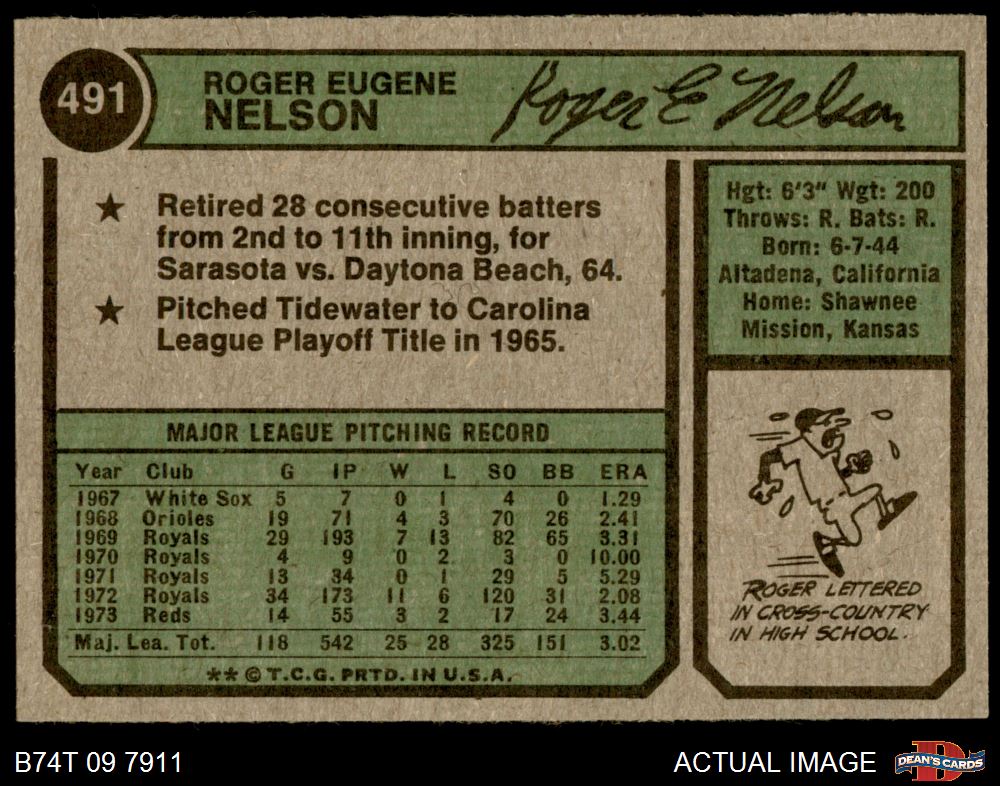 491
ROGER EUGENE
NELSON
Roger E Nelson
★ Retired 28 consecutive batters
from 2nd to 11th inning, for
Sarasota vs. Daytona Beach, 64.
★ Pitched Tidewater to Carolina
League Playoff Title in 1965.
Hgt: 6'3" Wgt: 200
Throws: R. Bats: R.
Born: 6-7-44
Altadena, California
Home: Shawnee
Mission, Kansas
MAJOR LEAGUE PITCHING RECORD
Year Club G IP W L SO BB ERA
1967 White Sox 5 7 0 1 4 0 1.29
1968 Orioles 19 71 4 3 70 26 2.41
1969 Royals 29 193 7 13 82 65 3.31
1970 Royals 4 9 0 2 3 0 10.00
1971 Royals 13 34 0 1 29 5 5.29
1972 Royals 34 173 11 6 120 31 2.08
1973 Reds 14 55 3 2 17 24 3.44
Maj. Lea. Tot. 118 542 25 28 325 151 3.02
** © T.C.G. PRTD. IN U.S.A.
ROGER LETTERED
IN CROSS-COUNTRY
IN HIGH SCHOOL.
B74T 09 7911
ACTUAL IMAGE
D
DEAN'S CARDS